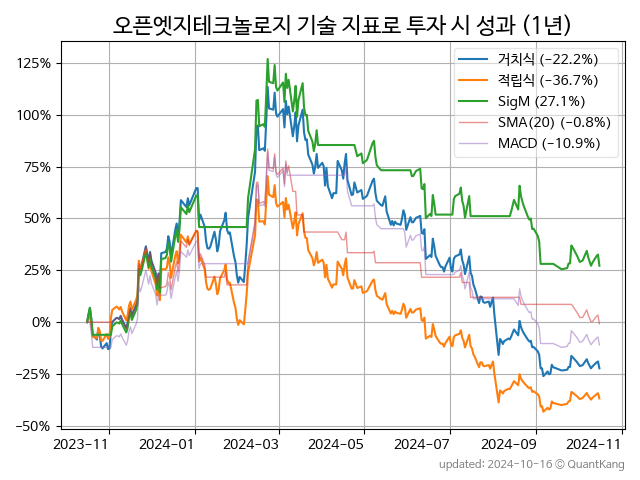 오픈엣지테크놀로지 기술 지표로 투자 시 성과 (1년)
거치식 (−22.2%)
적립식 (−36.7%)
SigM (27.1%)
SMA(20) (−0.8%)
MACD (−10.9%)
125%
100%
75%
50%
25%
0%
−25%
−50%
2023-11 2024-01 2024-03 2024-05 2024-07 2024-09 2024-11
updated: 2024-10-16 © QuantKang